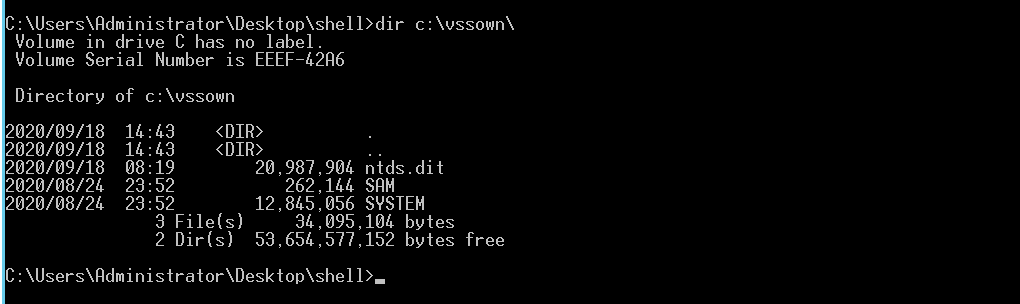 C:\Users\Administrator\Desktop\shell>dir c:\vssown\
Volume in drive C has no label.
Volume Serial Number is EEEF-42A6
Directory of c:\vssown
2020/09/18  14:43    <DIR>          .
2020/09/18  14:43    <DIR>          ..
2020/09/18  08:19        20,987,904 ntds.dit
2020/08/24  23:52           262,144 SAM
2020/08/24  23:52        12,845,056 SYSTEM
3 File(s)     34,095,104 bytes
2 Dir(s)  53,654,577,152 bytes free
C:\Users\Administrator\Desktop\shell>